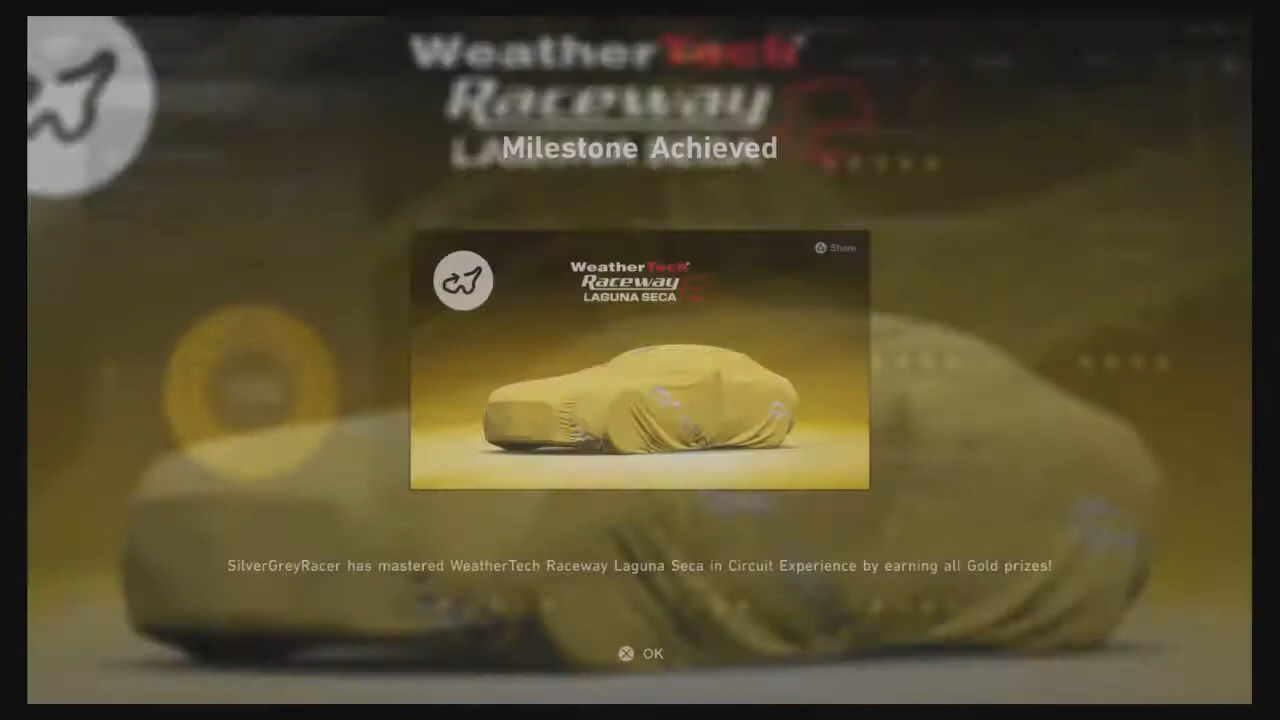 WeatherTech
Raceway
Milestone Achieved
Share
WeatherTech
Raceway
LAGUNA SECA
SilverGreyRacer has mastered WeatherTech Raceway Laguna Seca in Circuit Experience by earning all Gold prizes!
OK